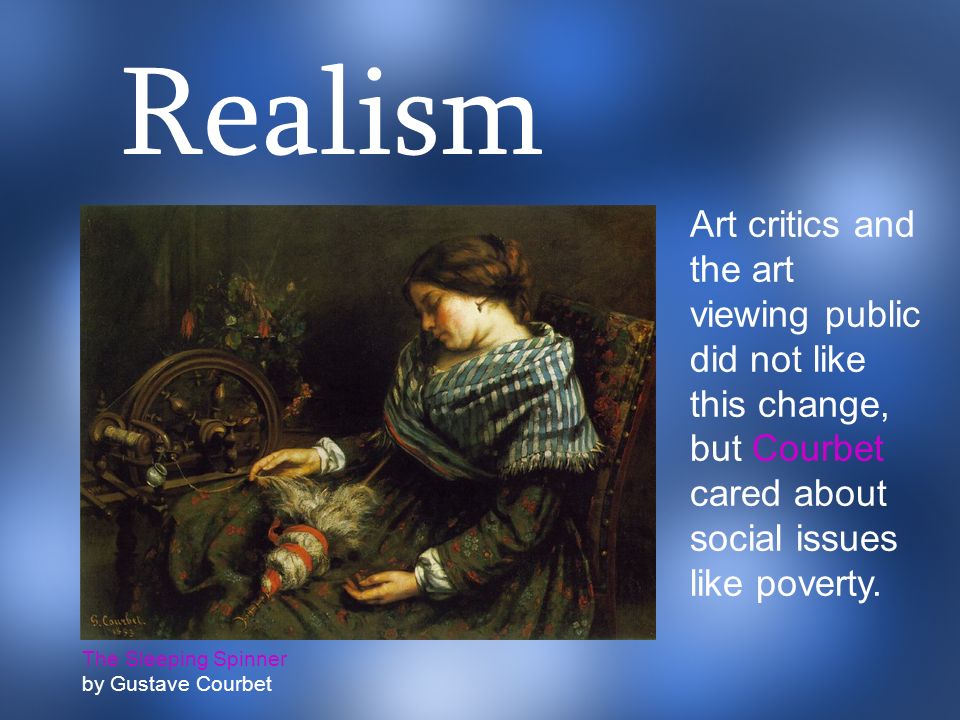 Realism
Art critics and
the art
viewing public
did not like
this change,
but Courbet
cared about
social issues
like poverty.
G. Courbet.
1853
The Sleeping Spinner
by Gustave Courbet